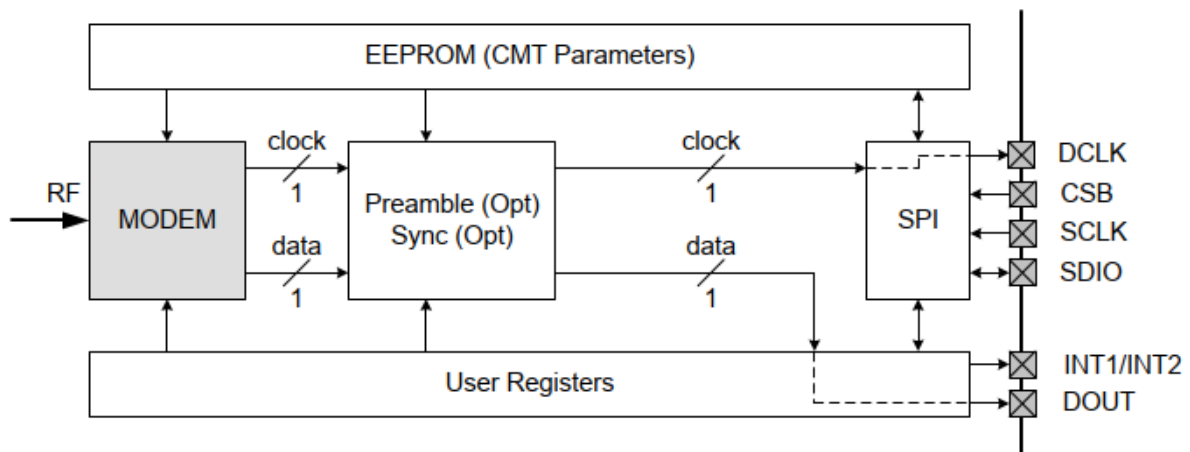 EEPROM (CMT Parameters)
clock
clock
DCLK
1
1
RF
CSB
MODEM
Preamble (Opt)
Sync (Opt)
SPI
SCLK
data
data
SDIO
1
1
INT1/INT2
User Registers
DOUT